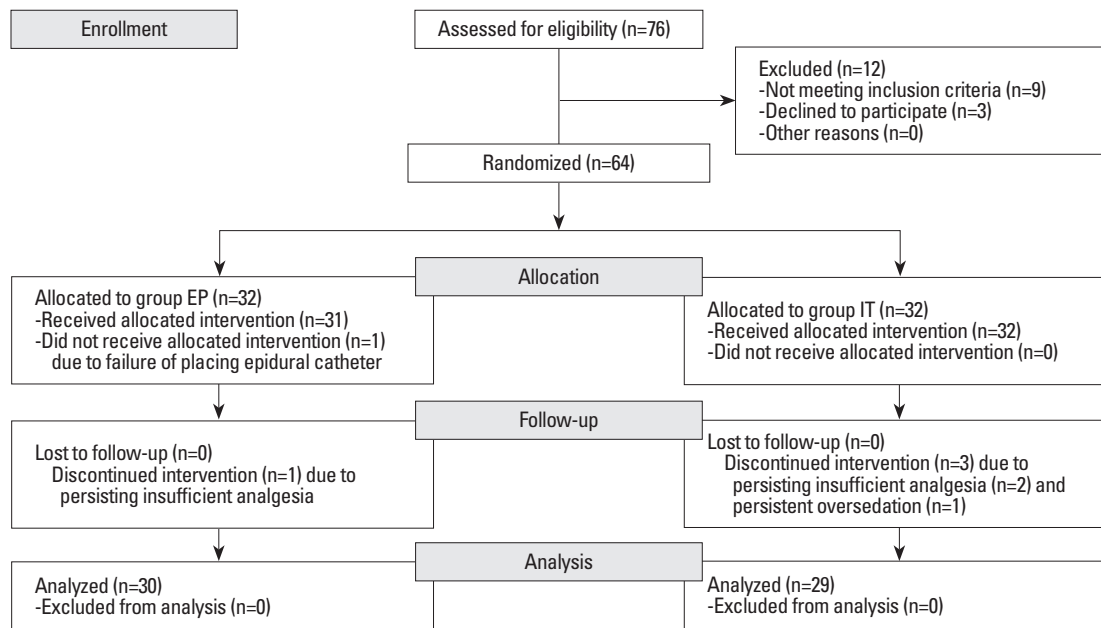 Enrollment
Assessed for eligibility (n=76)
Excluded (n=12)
-Not meeting inclusion criteria (n=9)
-Declined to participate (n=3)
-Other reasons (n=0)
Randomized (n=64)
Allocation
Allocated to group EP (n=32)
-Received allocated intervention (n=31)
-Did not receive allocated intervention (n=1)
due to failure of placing epidural catheter
Allocated to group IT (n=32)
-Received allocated intervention (n=32)
-Did not receive allocated intervention (n=0)
Follow-up
Lost to follow-up (n=0)
Discontinued intervention (n=1) due to
persisting insufficient analgesia
Lost to follow-up (n=0)
Discontinued intervention (n=3) due to
persisting insufficient analgesia (n=2) and
persistent oversedation (n=1)
Analysis
Analyzed (n=30)
-Excluded from analysis (n=0)
Analyzed (n=29)
-Excluded from analysis (n=0)